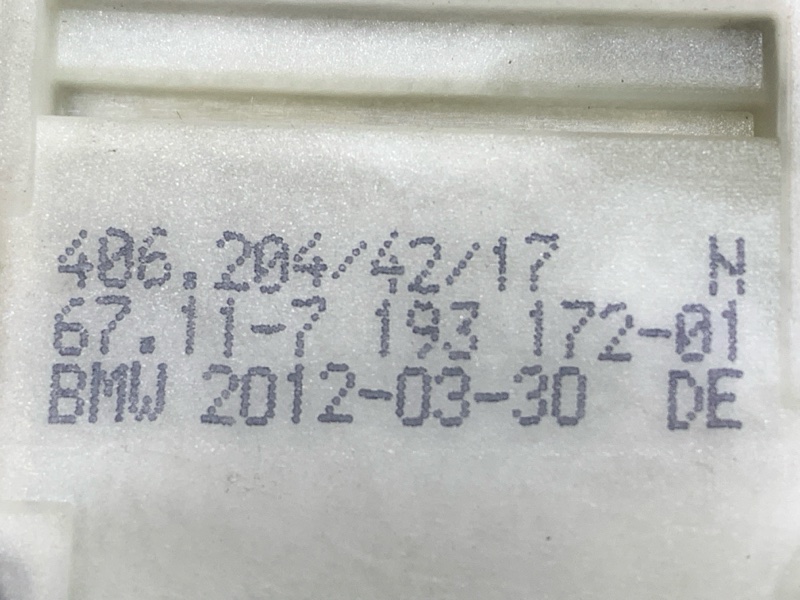 406.204/42/17 N
67.11-7 193 172-01
BMW 2012-03-30 DE